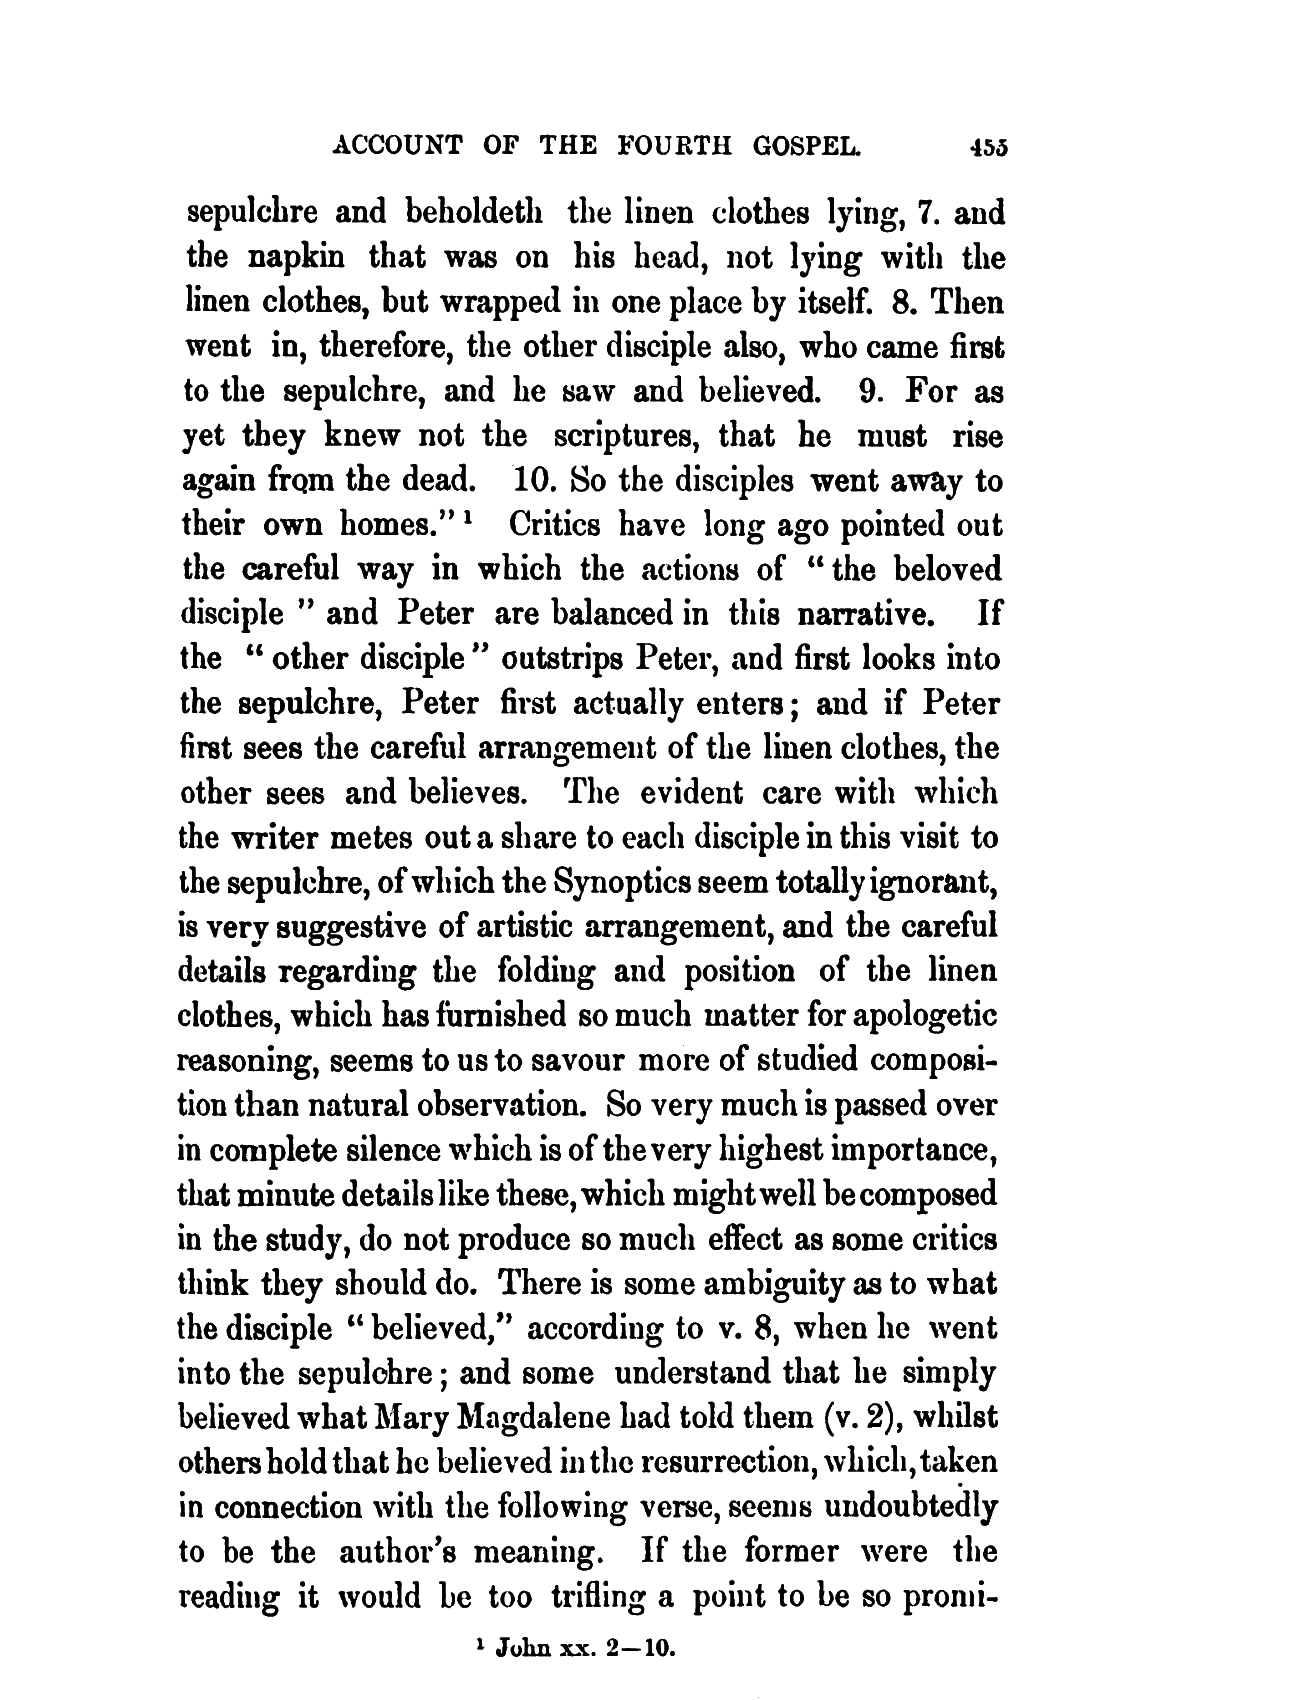 ACCOUNT OF THE FOURTH GOSPEL. 455
sepulchre and beholdeth the linen clothes lying, 7. and
the napkin that was on his head, not lying with the
linen clothes, but wrapped in one place by itself. 8. Then
went in, therefore, the other disciple also, who came first
to the sepulchre, and he saw and believed. 9. For as
yet they knew not the scriptures, that he must rise
again from the dead. 10. So the disciples went away to
their own homes." ¹ Critics have long ago pointed out
the careful way in which the actions of "the beloved
disciple" and Peter are balanced in this narrative. If
the "other disciple" outstrips Peter, and first looks into
the sepulchre, Peter first actually enters; and if Peter
first sees the careful arrangement of the linen clothes, the
other sees and believes. The evident care with which
the writer metes out a share to each disciple in this visit to
the sepulchre, of which the Synoptics seem totally ignorant,
is very suggestive of artistic arrangement, and the careful
details regarding the folding and position of the linen
clothes, which has furnished so much matter for apologetic
reasoning, seems to us to savour more of studied composi-
tion than natural observation. So very much is passed over
in complete silence which is of the very highest importance,
that minute details like these, which might well be composed
in the study, do not produce so much effect as some critics
think they should do. There is some ambiguity as to what
the disciple "believed," according to v. 8, when he went
into the sepulchre; and some understand that he simply
believed what Mary Magdalene had told them (v. 2), whilst
others hold that he believed in the resurrection, which, taken
in connection with the following verse, seems undoubtedly
to be the author's meaning. If the former were the
reading it would be too trifling a point to be so promi-
¹ John xx. 2—10.